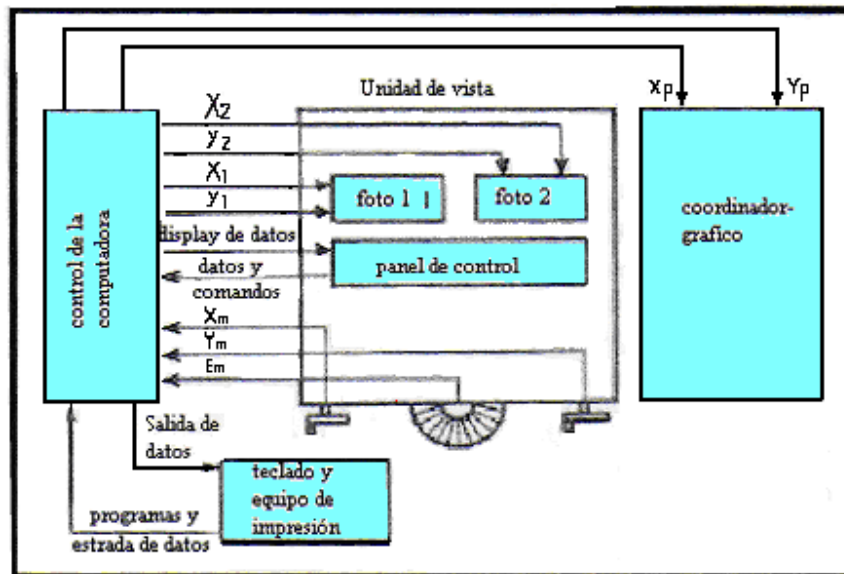 Unidad de vista
Xp
Yp
X2
y2
X1
y1
foto 1
foto 2
coordinador-
grafico
control de la
computadora
display de datos
datos y
comandos
panel de control
Xm
Ym
Em
Salida de
datos
teclado y
equipo de
impresión
programas y
estrada de datos